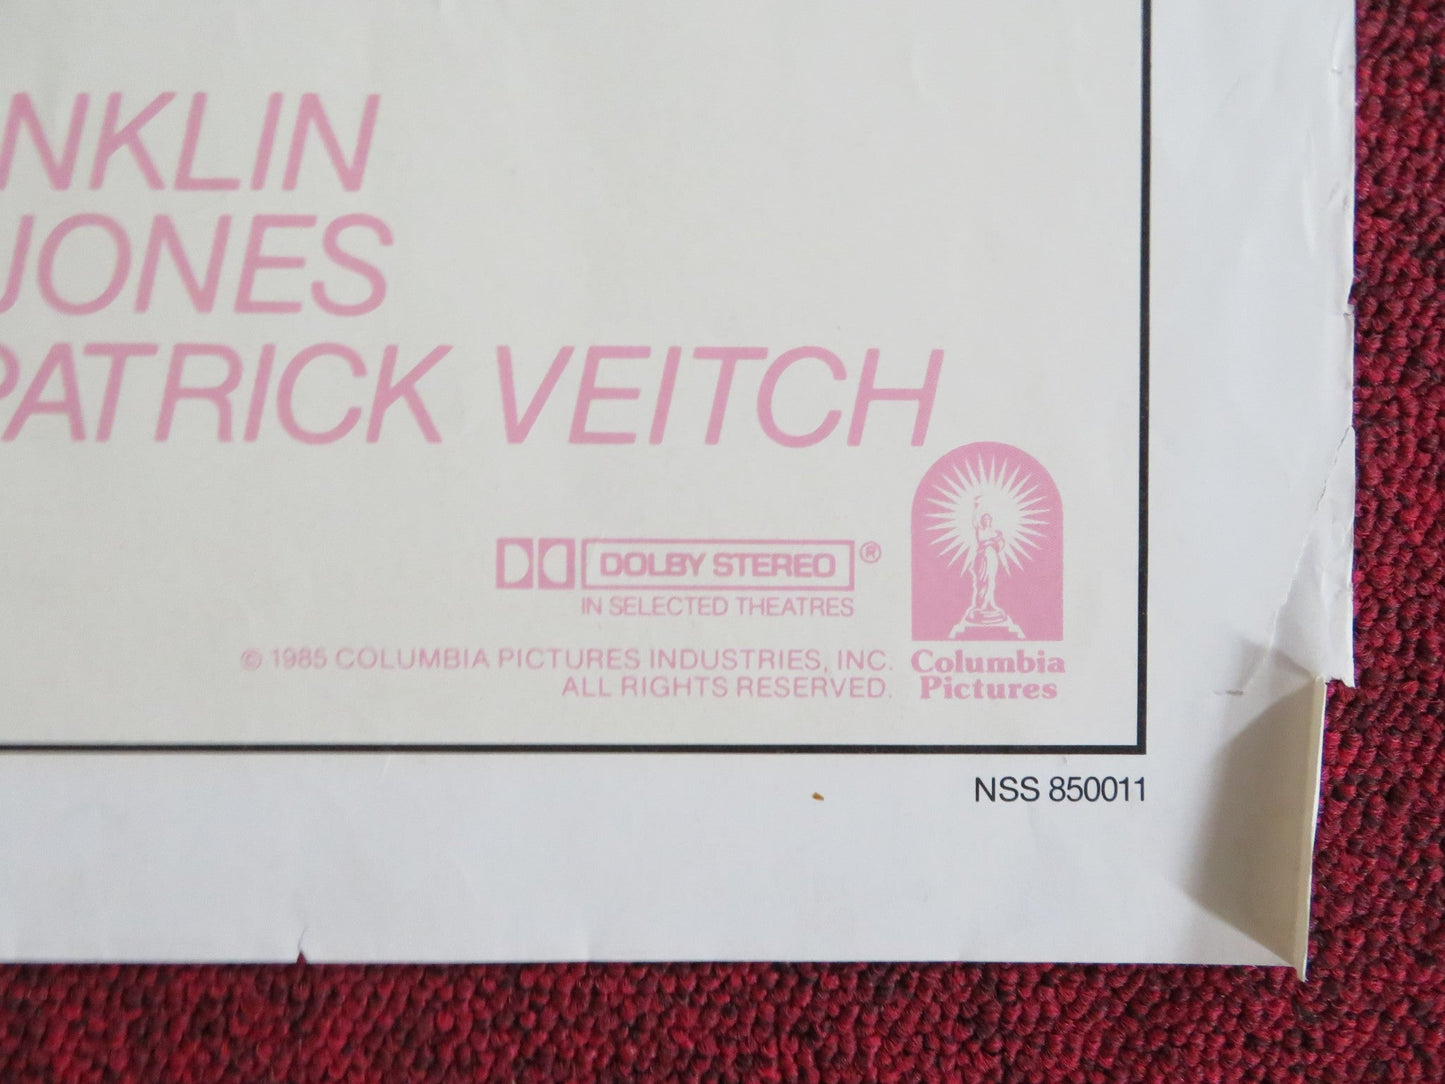 NKLIN
JONES
PATRICK VEITCH
DOLBY STEREO ®
IN SELECTED THEATRES
© 1985 COLUMBIA PICTURES INDUSTRIES, INC.
ALL RIGHTS RESERVED.
Columbia
Pictures
NSS 850011